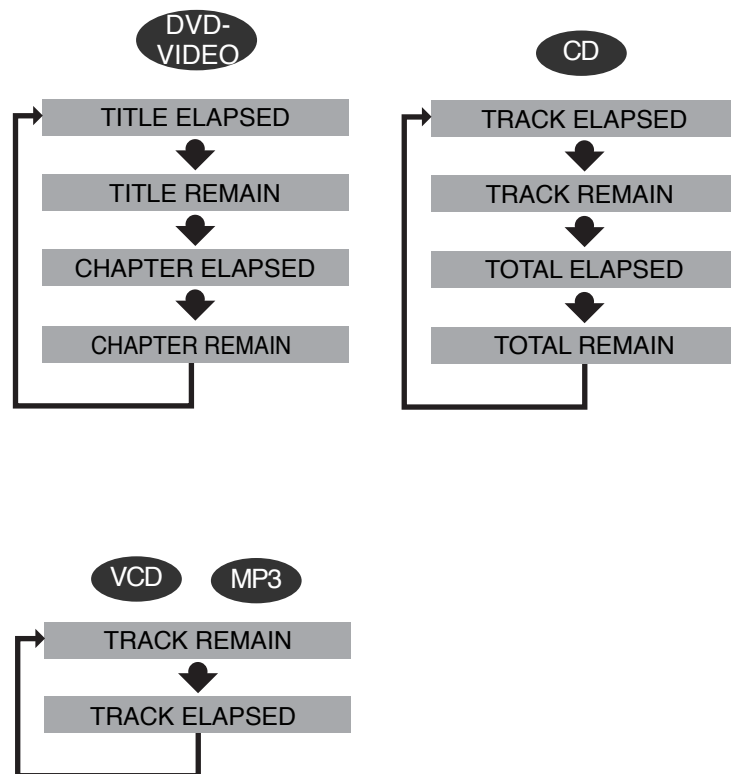 DVD-
VIDEO
TITLE ELAPSED
TITLE REMAIN
CHAPTER ELAPSED
CHAPTER REMAIN
CD
TRACK ELAPSED
TRACK REMAIN
TOTAL ELAPSED
TOTAL REMAIN
VCD
MP3
TRACK REMAIN
TRACK ELAPSED